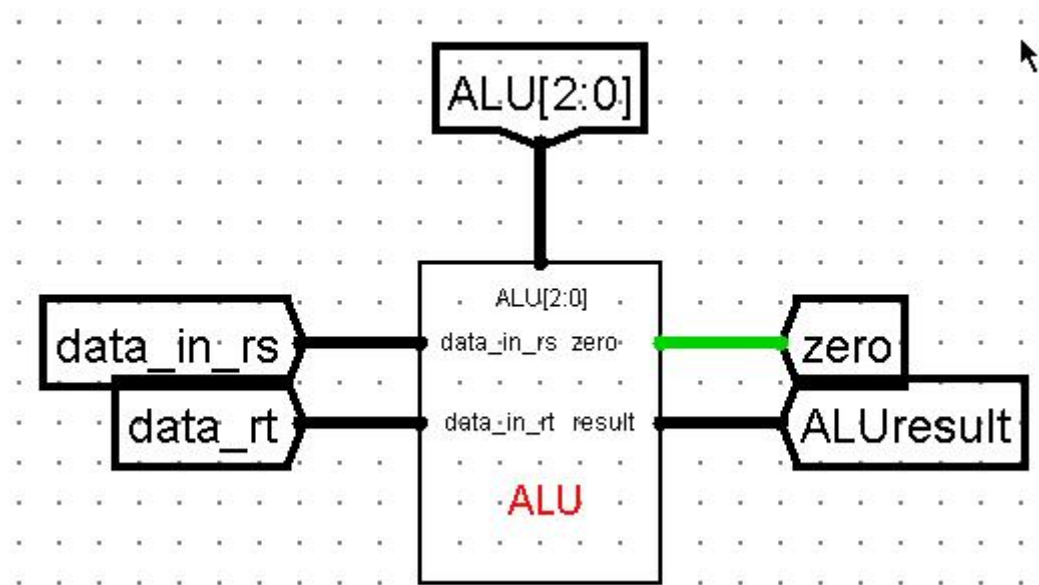 ALU[2:0]
ALU[2:0]
data_in_rs
data_in_rs zero
zero
data_rt
data_in_rt result
ALUresult
ALU